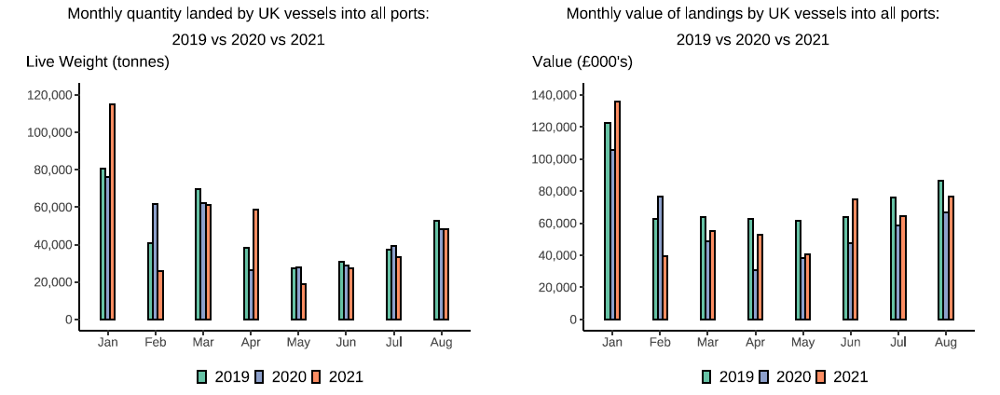 Monthly quantity landed by UK vessels into all ports:
2019 vs 2020 vs 2021
Live Weight (tonnes)
120,000
100,000
80,000
60,000
40,000
20,000
0
Jan Feb Mar Apr May Jun Jul Aug
2019 2020 2021
Monthly value of landings by UK vessels into all ports:
2019 vs 2020 vs 2021
Value (£000's)
140,000
120,000
100,000
80,000
60,000
40,000
20,000
0
Jan Feb Mar Apr May Jun Jul Aug
2019 2020 2021